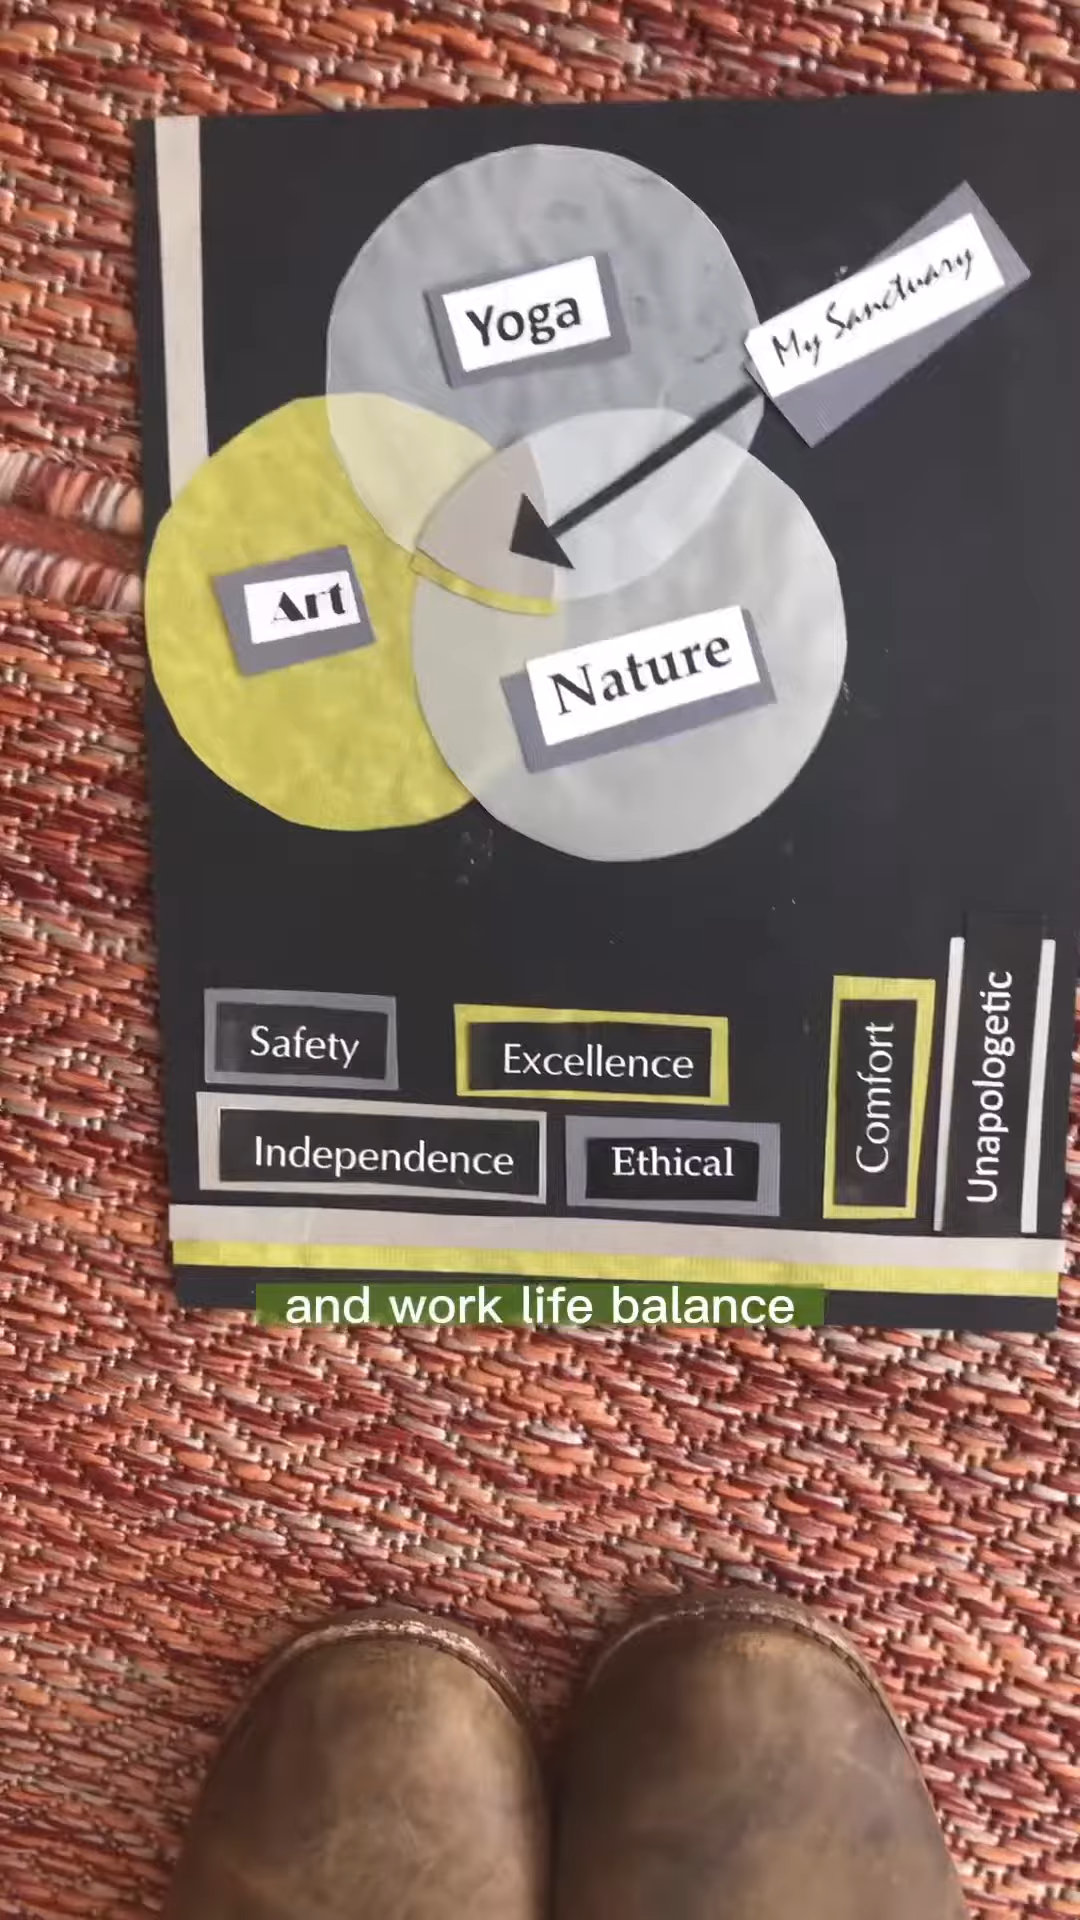 Yoga
My Sanctuary
Art
Nature
Safety
Excellence
Independence
Ethical
Comfort
Unapologetic
and work life balance